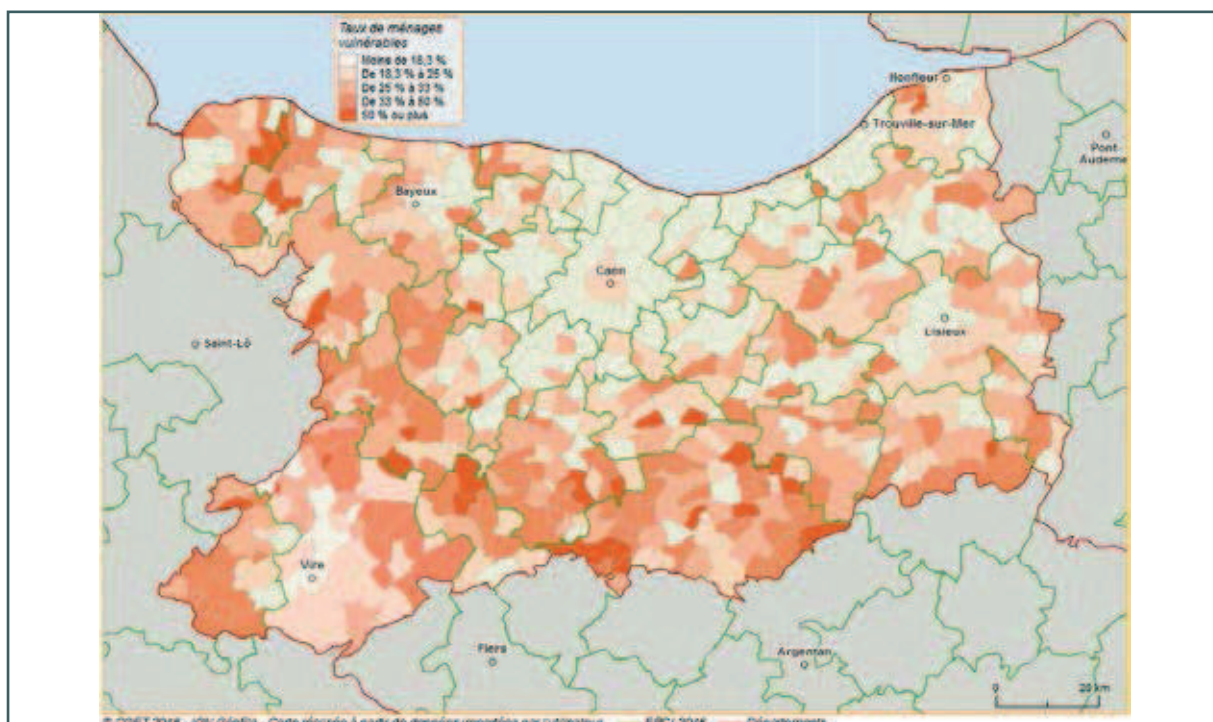 Taux de ménages
vulnérables
Moins de 18,3 %
De 18,3 % à 25 %
De 25 % à 33 %
De 33 % à 50 %
50 % ou plus
Honfleur
Trouville-sur-Mer
Pont-
Audemer
Bayeux
Caen
Lisieux
Saint-Lô
Vire
Flers
Argentan
0 20 km